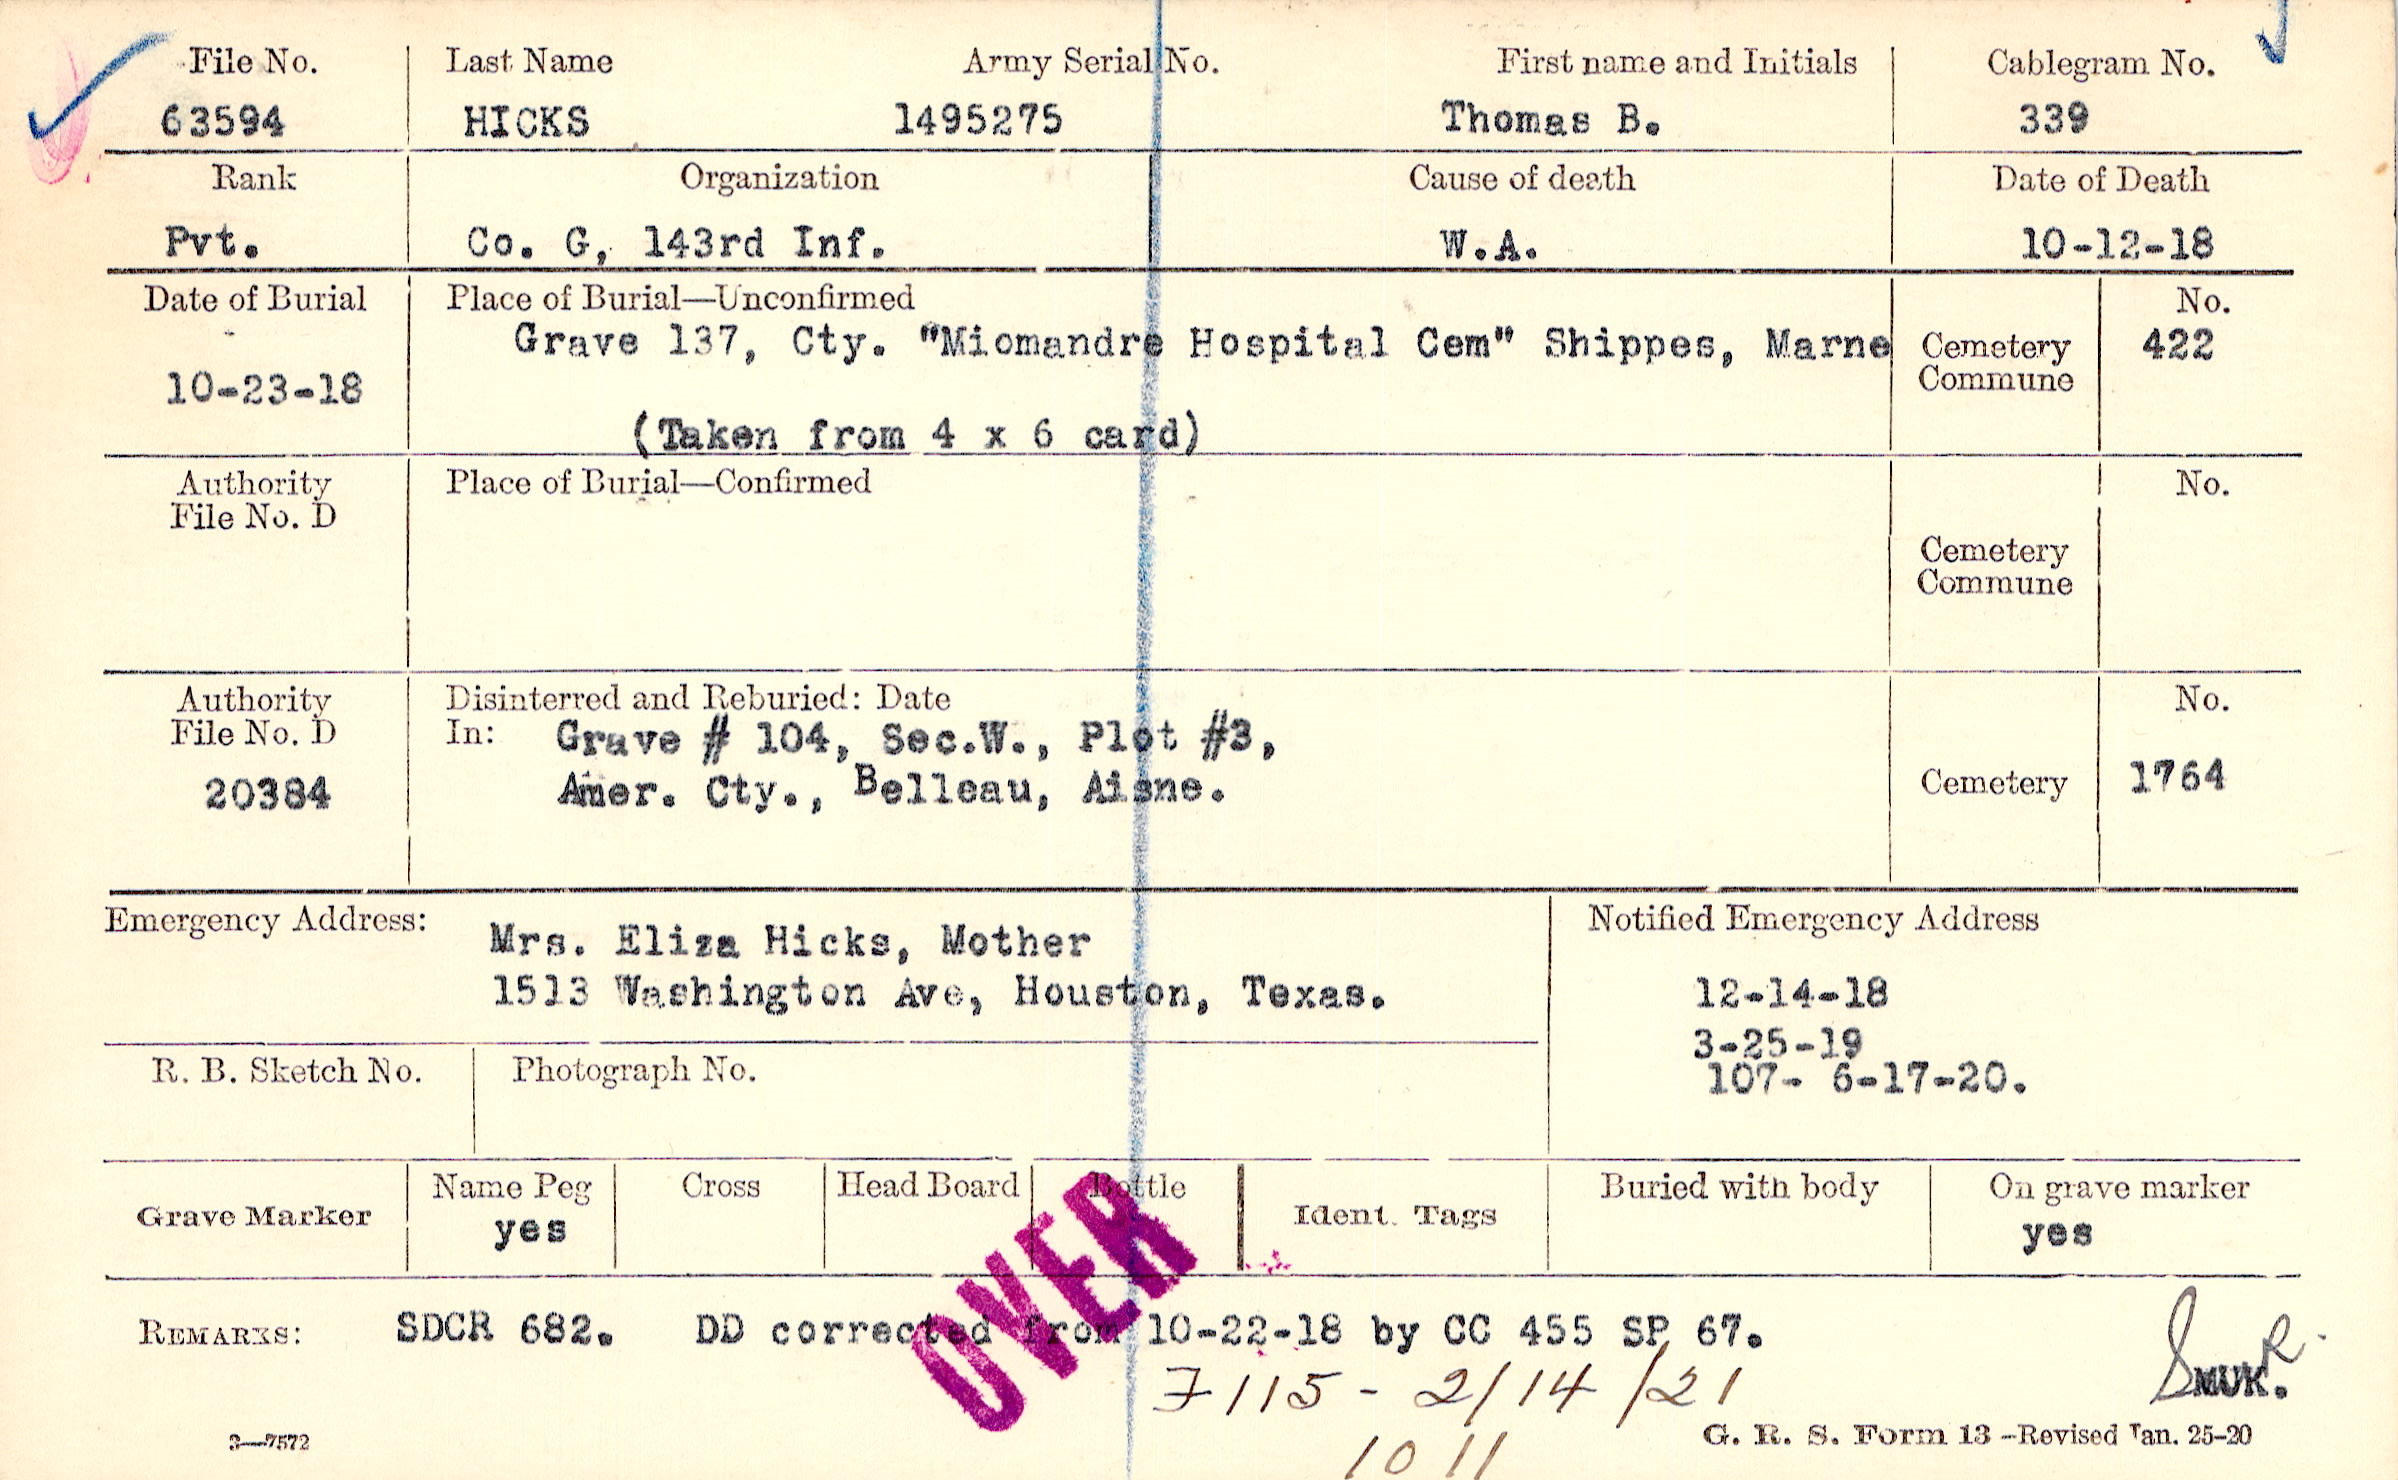 File No. Last Name Army Serial No. First name and Initials Cablegram No.
63594 HICKS 1495275 Thomas B. 339
Rank Organization Cause of death Date of Death
Pvt. Co. G, 143rd Inf. W.A. 10-12-18
Date of Burial Place of Burial—Unconfirmed No.
Grave 137, Cty. "Miomandre Hospital Cem" Shippes, Marne Cemetery 422
Commune
10-23-18
(Taken from 4 x 6 card)
Authority Place of Burial—Confirmed No.
File No. D
Cemetery
Commune
Authority Disinterred and Reburied: Date No.
File No. D In: Grave # 104, Sec.W., Plot #3,
20384 Amer. Cty., Belleau, Aisne. Cemetery 1764
Emergency Address: Notified Emergency Address
Mrs. Eliza Hicks, Mother
1513 Washington Ave, Houston, Texas. 12-14-18
3-25-19
R. B. Sketch No. Photograph No. 107- 6-17-20.
Grave Marker Name Peg Cross Head Board Bottle Ident. Tags Buried with body On grave marker
yes yes
OVER
REMARKS: SDCR 682. DD corrected from 10-22-18 by CC 455 SP 67.
7115 - 2/14/21
MUK.
3—7572 G. R. S. Form 13 -Revised Jan. 25-20
10 11